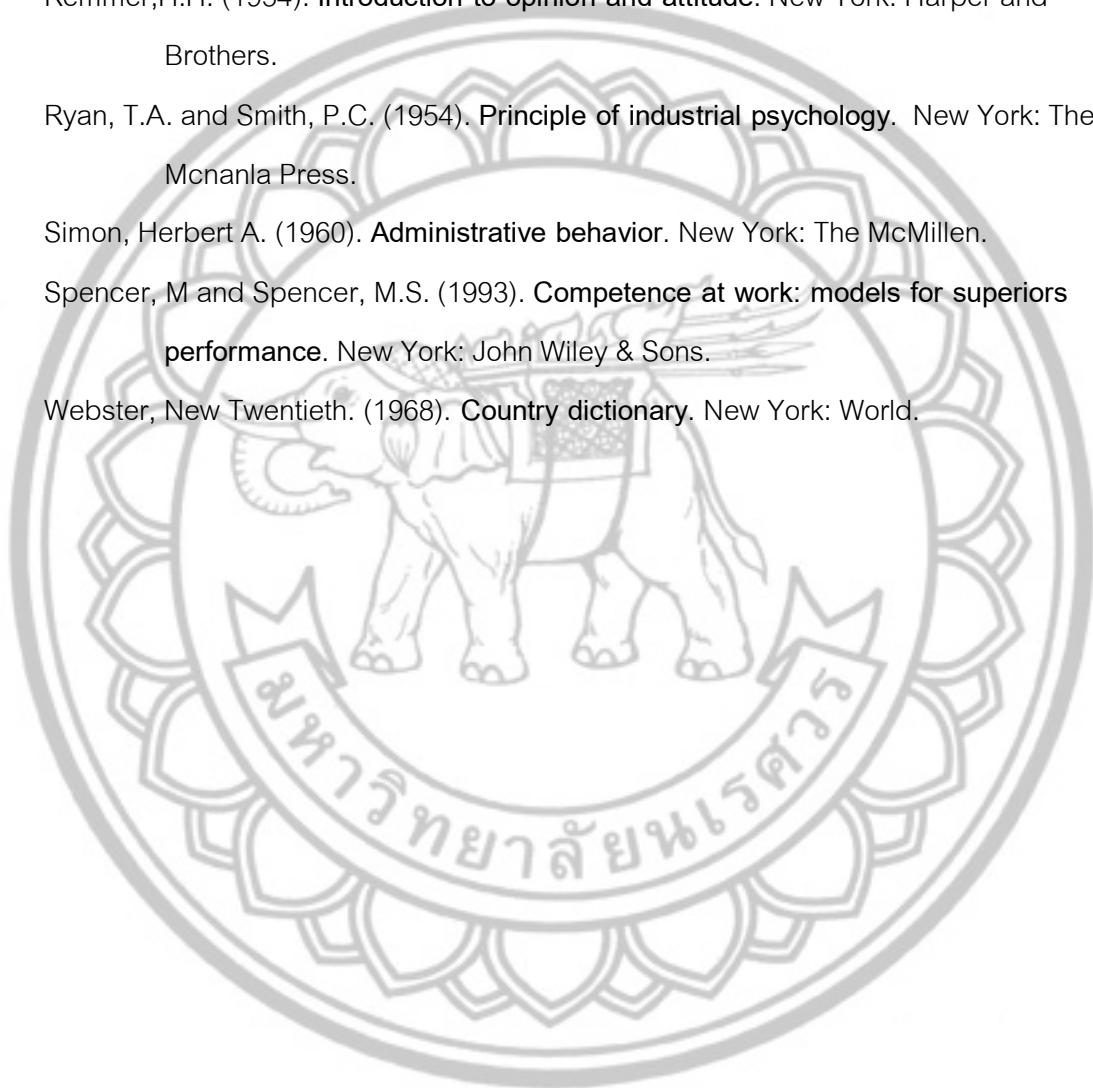 Remmer,H.H. (1954). Introduction to opinion and attitude. New York: Harper and
Brothers.
Ryan, T.A. and Smith, P.C. (1954). Principle of industrial psychology. New York: The
Mcnanla Press.
Simon, Herbert A. (1960). Administrative behavior. New York: The McMillen.
Spencer, M and Spencer, M.S. (1993). Competence at work: models for superiors
performance. New York: John Wiley & Sons.
Webster, New Twentieth. (1968). Country dictionary. New York: World.
มหาวิทยาลัยนเรศวร